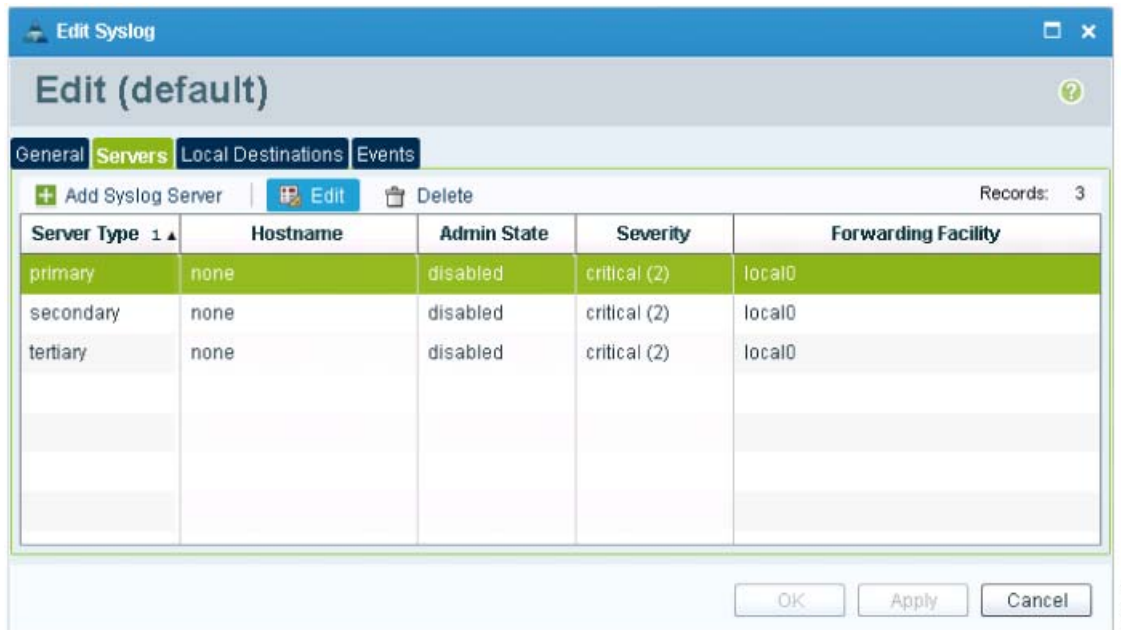 Edit Syslog
Edit (default)
General Servers Local Destinations Events
Add Syslog Server Edit Delete Records: 3
Server Type 1 Hostname Admin State Severity Forwarding Facility
primary none disabled critical (2) local0
secondary none disabled critical (2) local0
tertiary none disabled critical (2) local0
OK Apply Cancel